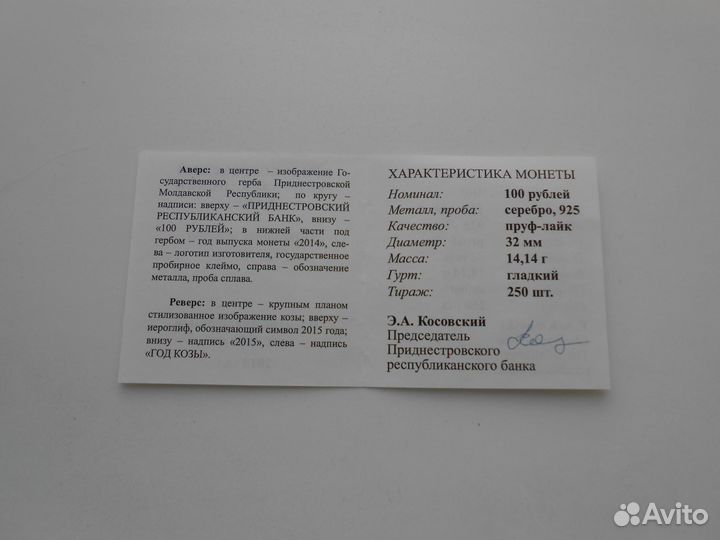 Аверс: в центре – изображение Го-
сударственного герба Приднестровской
Молдавской Республики; по кругу –
надписи: вверху – «ПРИДНЕСТРОВСКИЙ
РЕСПУБЛИКАНСКИЙ БАНК», внизу –
«100 РУБЛЕЙ»; в нижней части под
гербом – год выпуска монеты «2014», сле-
ва – логотип изготовителя, государственное
пробирное клеймо, справа – обозначение
металла, проба сплава.
Реверс: в центре – крупным планом
стилизованное изображение козы; вверху –
иероглиф, обозначающий символ 2015 года;
внизу – надпись «2015», слева – надпись
«ГОД КОЗЫ».
ХАРАКТЕРИСТИКА МОНЕТЫ
Номинал: 100 рублей
Металл, проба: серебро, 925
Качество: пруф-лайк
Диаметр: 32 мм
Масса: 14,14 г
Гурт: гладкий
Тираж: 250 шт.
Э.А. Косовский
Председатель
Приднестровского
республиканского банка
Avito